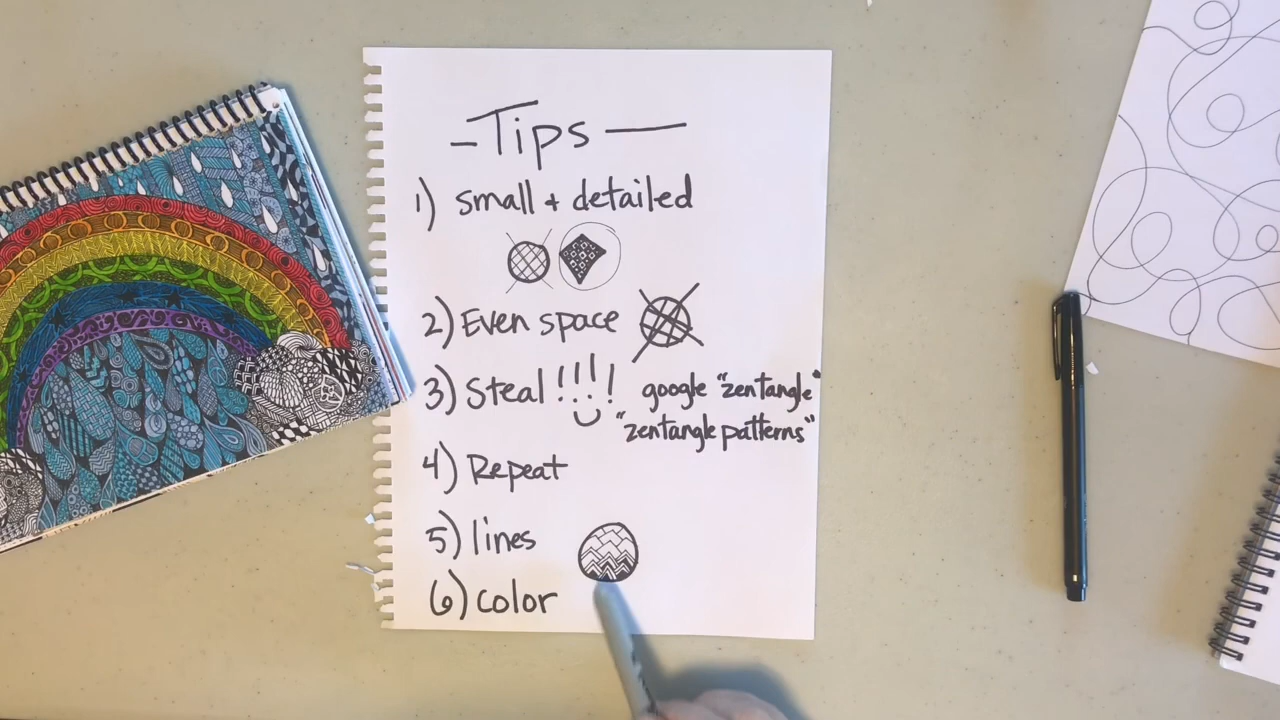 - Tips —
1) small + detailed
2) Even space
3) Steal !!!! google "zentangle"
"zentangle patterns"
4) Repeat
5) lines
6) color